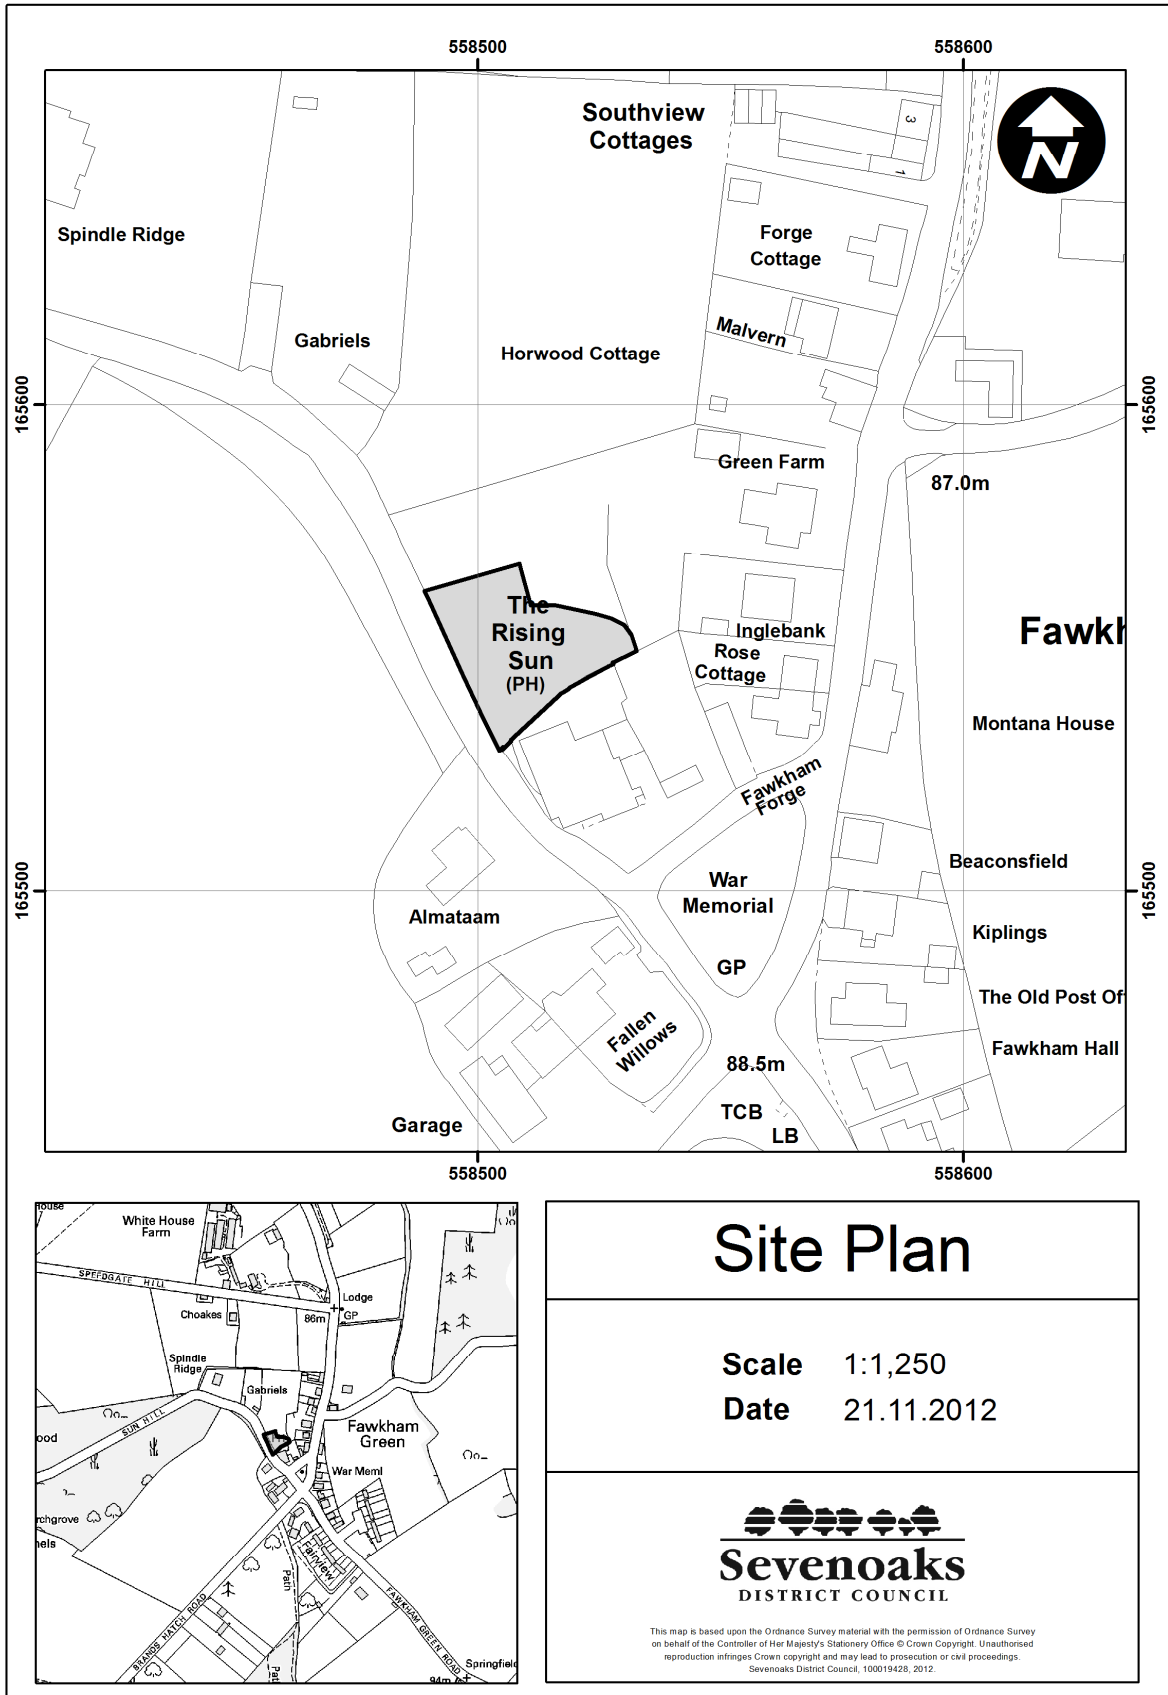 558500
558600
Southview
Cottages
3
1
N
Spindle Ridge
Forge
Cottage
Gabriels
Malvern
Horwood Cottage
165600
165600
Green Farm
87.0m
The
Rising
Sun
(PH)
Inglebank
Fawkh
Rose
Cottage
Montana House
Fawkham
Forge
Beaconsfield
165500
165500
War
Memorial
Almataam
Kiplings
GP
The Old Post Of
Fallen
Willows
Fawkham Hall
88.5m
TCB
Garage
LB
558500
558600
House
White House
Farm
SPEEDGATE HILL
Lodge
GP
86m
Choakes
Spindle
Ridge
Gabriels
SUN HILL
Fawkham
Green
ood
War Meml
rchgrove
nels
Fairview
Path
BRANDS HATCH ROAD
FAWKHAM GREEN ROAD
Path
Springfield
94m
Site Plan
Scale 1:1,250
Date 21.11.2012
Sevenoaks
DISTRICT COUNCIL
This map is based upon the Ordnance Survey material with the permission of Ordnance Survey
on behalf of the Controller of Her Majesty's Stationery Office © Crown Copyright. Unauthorised
reproduction infringes Crown copyright and may lead to prosecution or civil proceedings.
Sevenoaks District Council, 100019428, 2012.